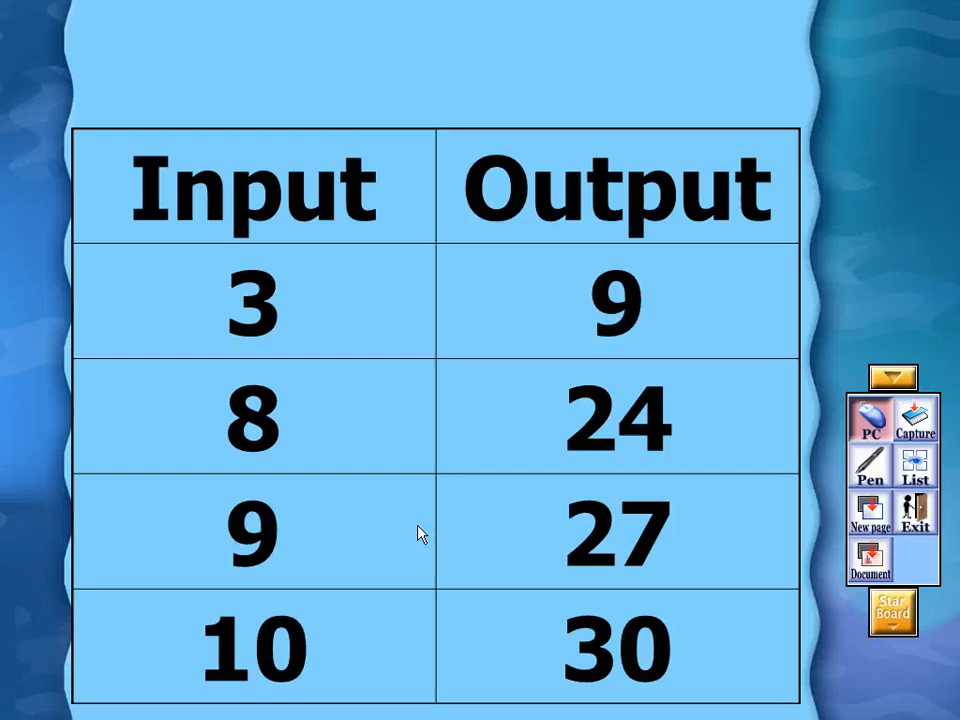 Input Output
3 9
8 24
9 27
10 30
PC Capture
Pen List
New page Exit
Document
Star
Board